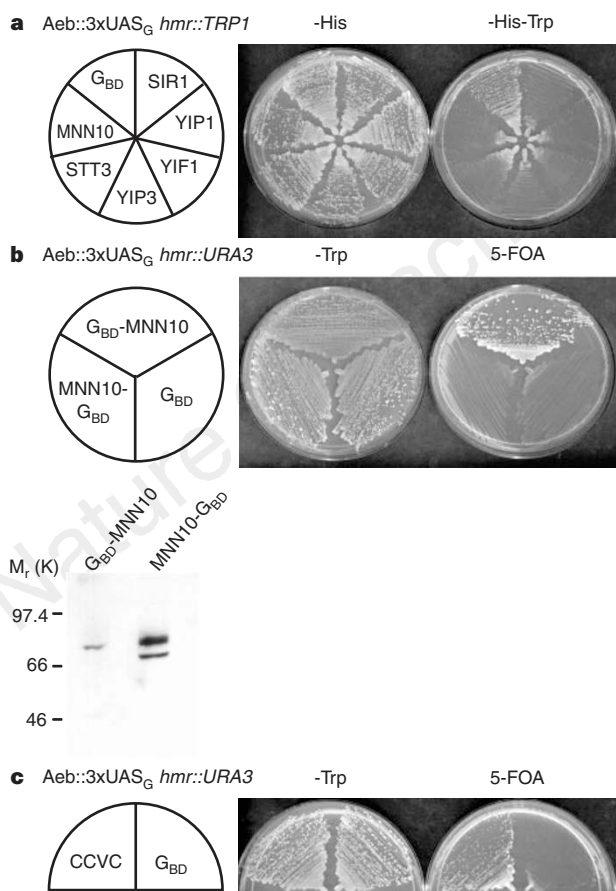 a Aeb::3xUAS_G hmr::TRP1 -His -His-Trp
G_BD SIR1
MNN10 YIP1
STT3 YIF1
YIP3
b Aeb::3xUAS_G hmr::URA3 -Trp 5-FOA
G_BD-MNN10
MNN10-
G_BD G_BD
G_BD-MNN10 MNN10-G_BD
M_r (K)
97.4
66
46
c Aeb::3xUAS_G hmr::URA3 -Trp 5-FOA
CCVC G_BD